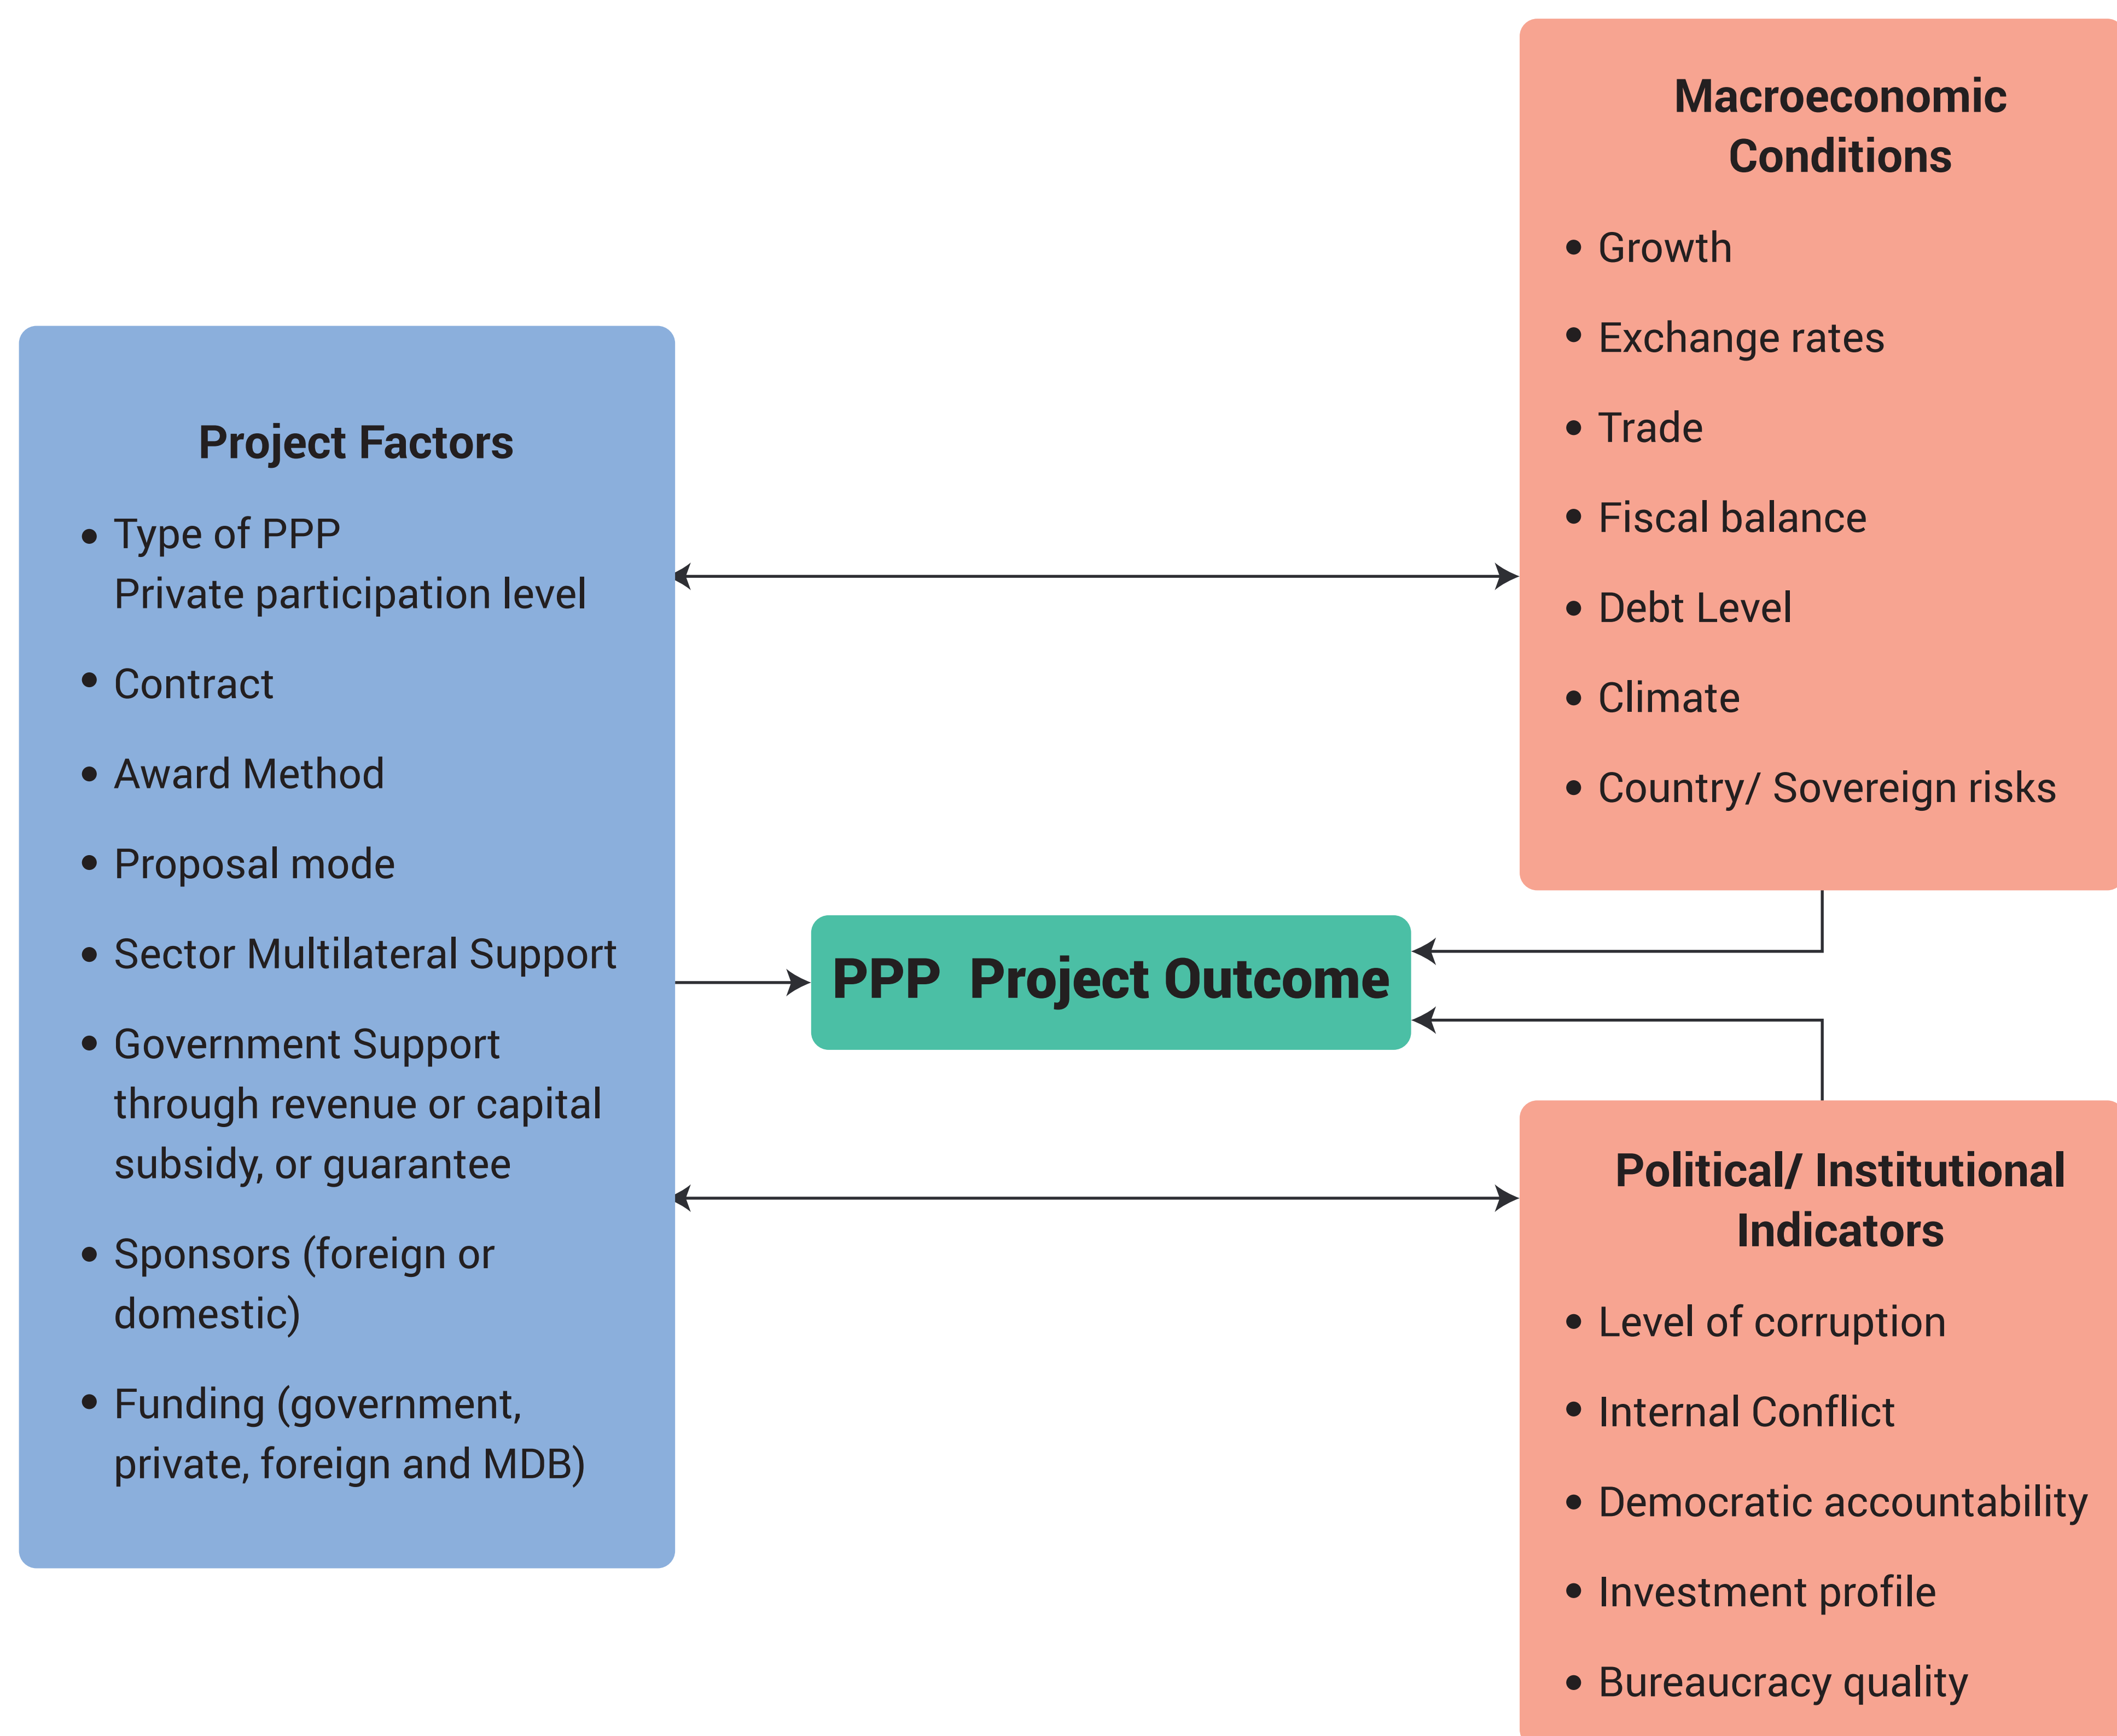 Macroeconomic
Conditions
• Growth
• Exchange rates
• Trade
• Fiscal balance
• Debt Level
• Climate
• Country/ Sovereign risks
Project Factors
• Type of PPP
Private participation level
• Contract
• Award Method
• Proposal mode
• Sector Multilateral Support
• Government Support
through revenue or capital
subsidy, or guarantee
• Sponsors (foreign or
domestic)
• Funding (government,
private, foreign and MDB)
PPP  Project Outcome
Political/ Institutional
Indicators
• Level of corruption
• Internal Conflict
• Democratic accountability
• Investment profile
• Bureaucracy quality